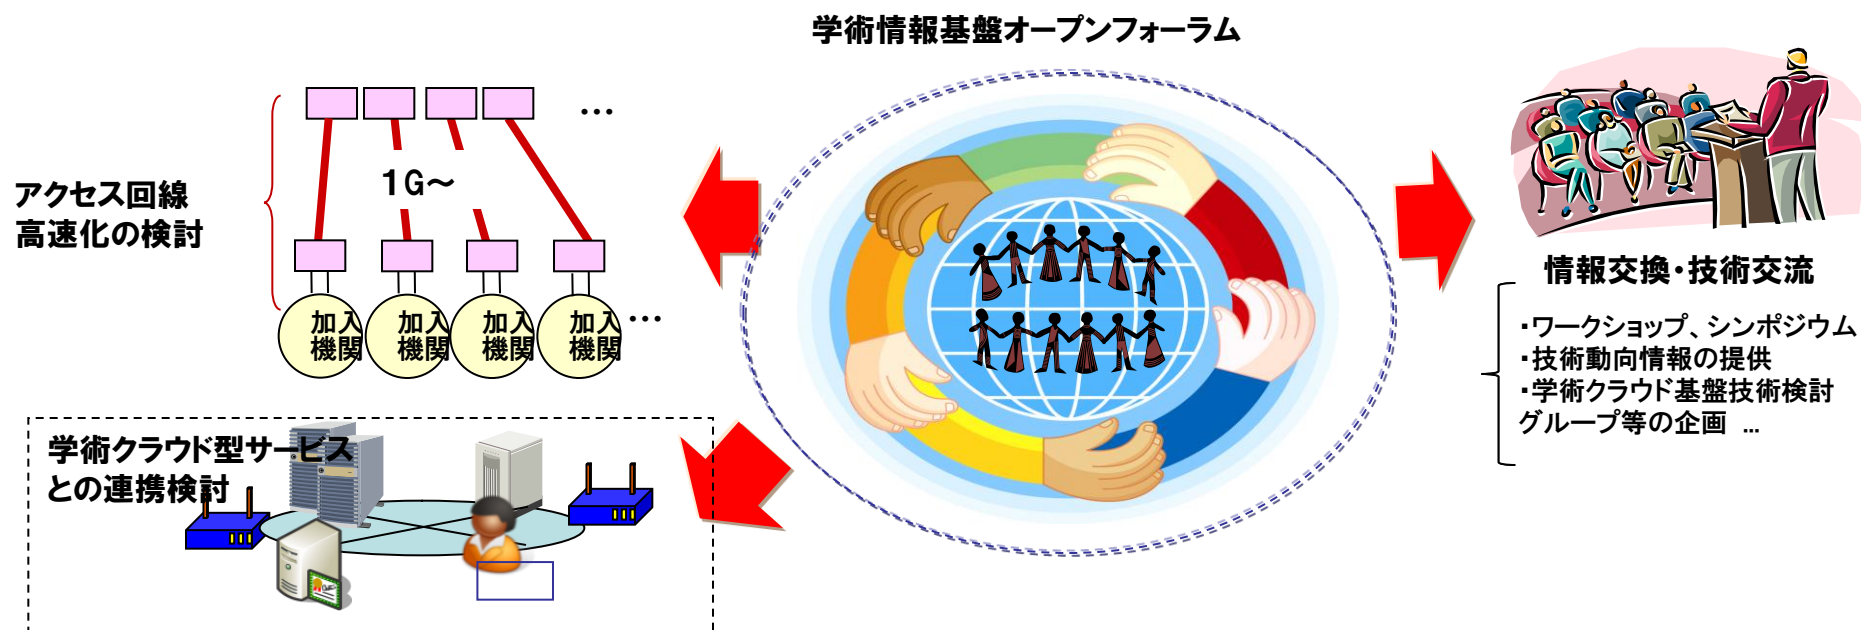 学術情報基盤オープンフォーラム
アクセス回線
高速化の検討
…
１G～
加入
機関
加入
機関
加入
機関
加入
機関
…
学術クラウド型サービス
との連携検討
情報交換・技術交流
・ワークショップ、シンポジウム
・技術動向情報の提供
・学術クラウド基盤技術検討
グループ等の企画 …